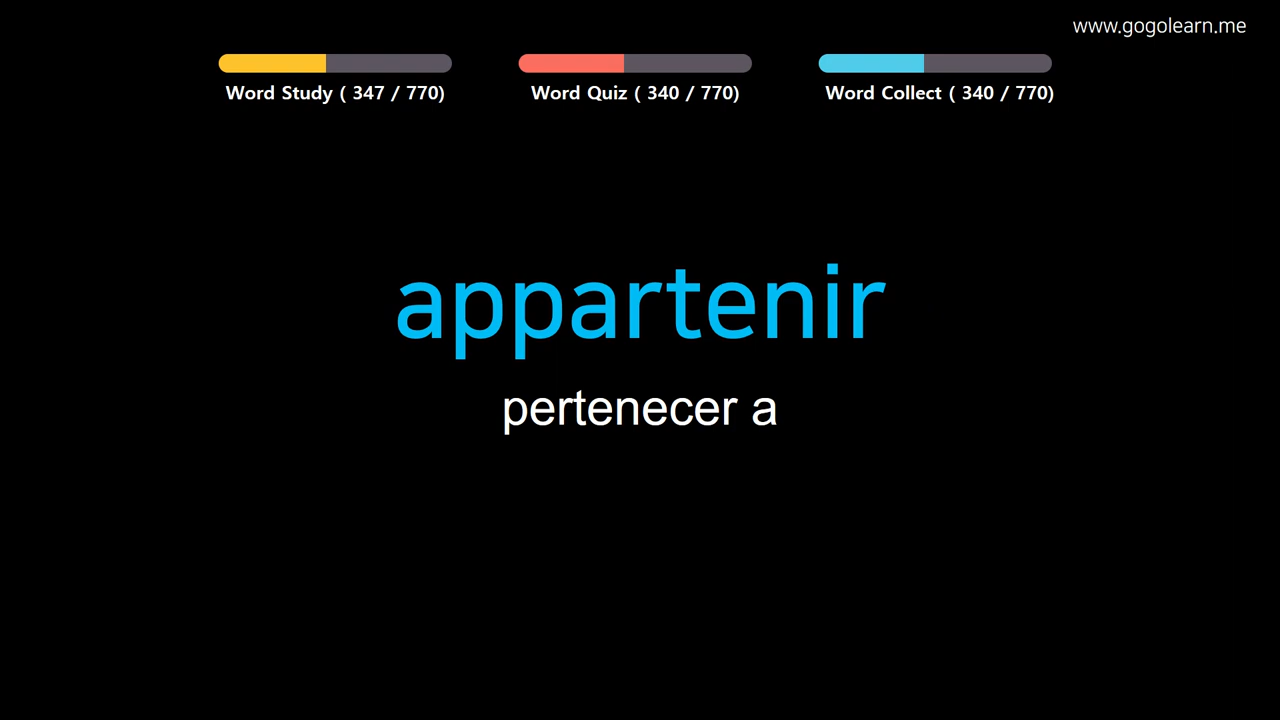 www.gogolearn.me
Word Study ( 347 / 770)
Word Quiz ( 340 / 770)
Word Collect ( 340 / 770)
appartenir
pertenecer a